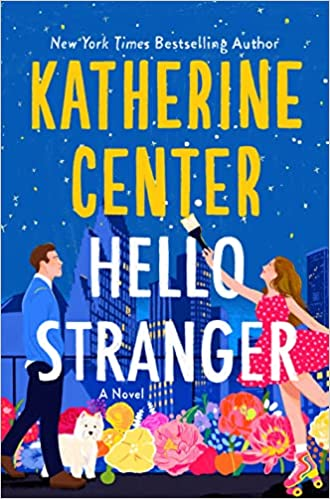 New York Times Bestselling Author
KATHERINE
CENTER
HELLO
STRANGER
A Novel